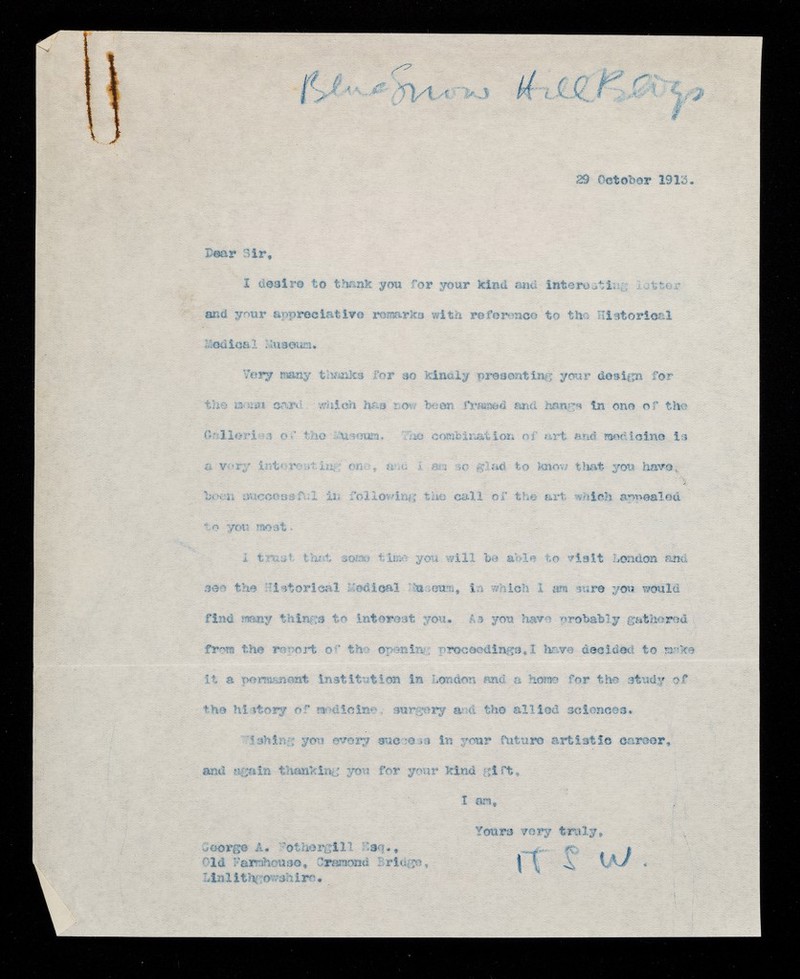 Blue Snow Hill Bldgs
29 October 1913.
Dear Sir,
I desire to thank you for your kind and interesting letter
and your appreciative remarks with reference to the Historical
Medical Museum.
Very many thanks for so kindly presenting your design for
the menu card which has now been framed and hangs in one of the
Galleries of the Museum. The combination of art and medicine is
a very interesting one, and I am so glad to know that you have,
been successful in following the call of the art which appealed
to you most.
I trust that some time you will be able to visit London and
see the Historical Medical Museum, in which I am sure you would
find many things to interest you. As you have probably gathered
from the report of the opening proceedings,I have decided to make
it a permanent institution in London and a home for the study of
the history of medicine, surgery and the allied sciences.
Wishing you every success in your future artistic career,
and again thanking you for your kind gift,
I am,
Yours very truly,
George A. Fothergill Esq.,
Old Farmhouse, Cramond Bridge,
Linlithgowshire.
H S W.